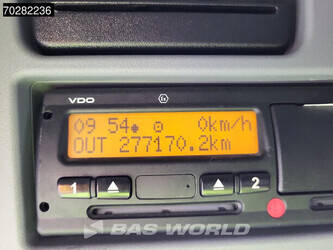 70282236
VDO
09 54 0km/h
OUT 277170.2km
1 2
BAS WORLD